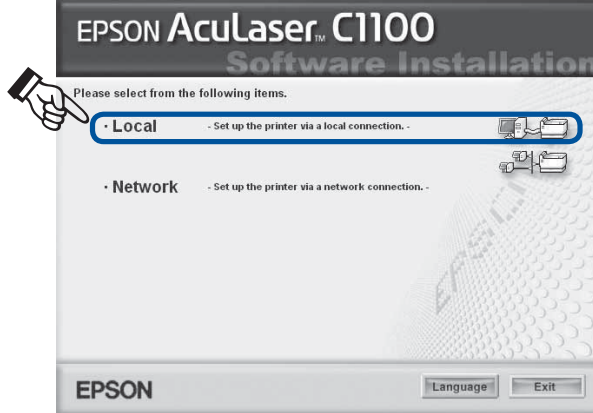 EPSON AcuLaser™ C1100
Software Installation
Please select from the following items.
· Local - Set up the printer via a local connection. -
· Network - Set up the printer via a network connection. -
EPSON
EPSON
Language Exit